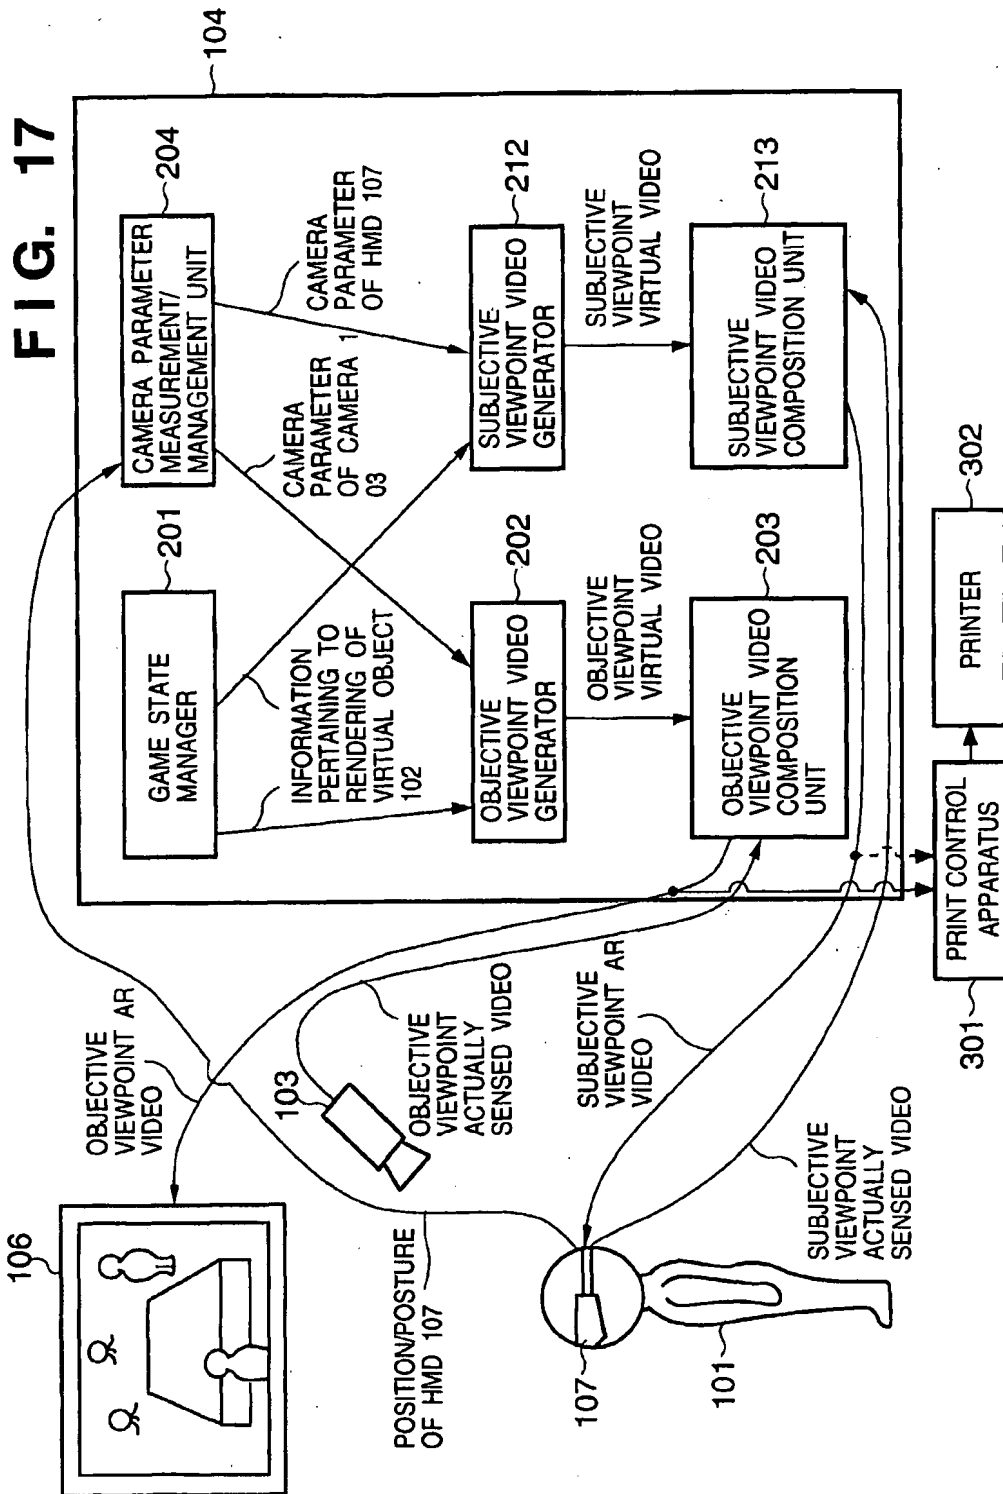 FIG. 17
104
204
CAMERA PARAMETER
MEASUREMENT/
MANAGEMENT UNIT
201
GAME STATE
MANAGER
CAMERA
PARAMETER
OF HMD 107
CAMERA
PARAMETER
OF CAMERA 1
03
INFORMATION
PERTAINING TO
RENDERING OF
VIRTUAL OBJECT
102
212
SUBJECTIVE
VIEWPOINT VIDEO
GENERATOR
202
OBJECTIVE
VIEWPOINT VIDEO
GENERATOR
SUBJECTIVE
VIEWPOINT
VIRTUAL VIDEO
OBJECTIVE
VIEWPOINT
VIRTUAL VIDEO
213
SUBJECTIVE
VIEWPOINT VIDEO
COMPOSITION UNIT
203
OBJECTIVE
VIEWPOINT VIDEO
COMPOSITION
UNIT
302
PRINTER
PRINT CONTROL
APPARATUS
301
106
OBJECTIVE
VIEWPOINT AR
VIDEO
103
OBJECTIVE
VIEWPOINT
ACTUALLY
SENSED VIDEO
POSITION/POSTURE
OF HMD 107
SUBJECTIVE
VIEWPOINT AR
VIDEO
107
101
SUBJECTIVE
VIEWPOINT
ACTUALLY
SENSED VIDEO